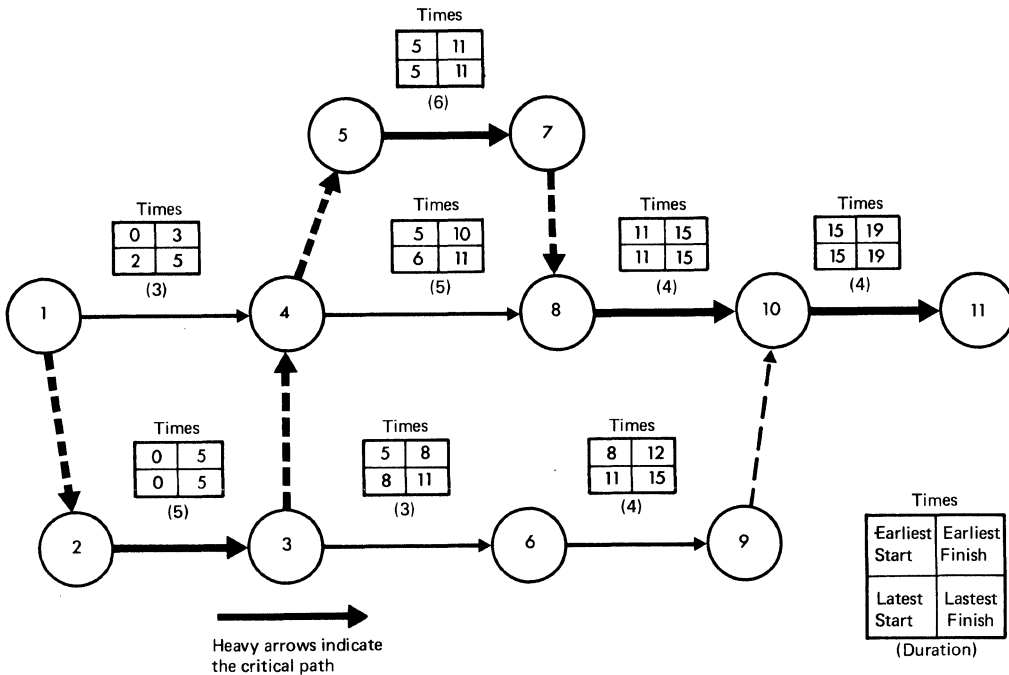 Times
5 11
5 11
(6)
5
7
Times
0 3
2 5
(3)
Times
5 10
6 11
(5)
Times
11 15
11 15
(4)
Times
15 19
15 19
(4)
1
4
8
10
11
Times
0 5
0 5
(5)
Times
5 8
8 11
(3)
Times
8 12
11 15
(4)
2
3
6
9
Heavy arrows indicate
the critical path
Times
Earliest Earliest
Start Finish
Latest Lastest
Start Finish
(Duration)